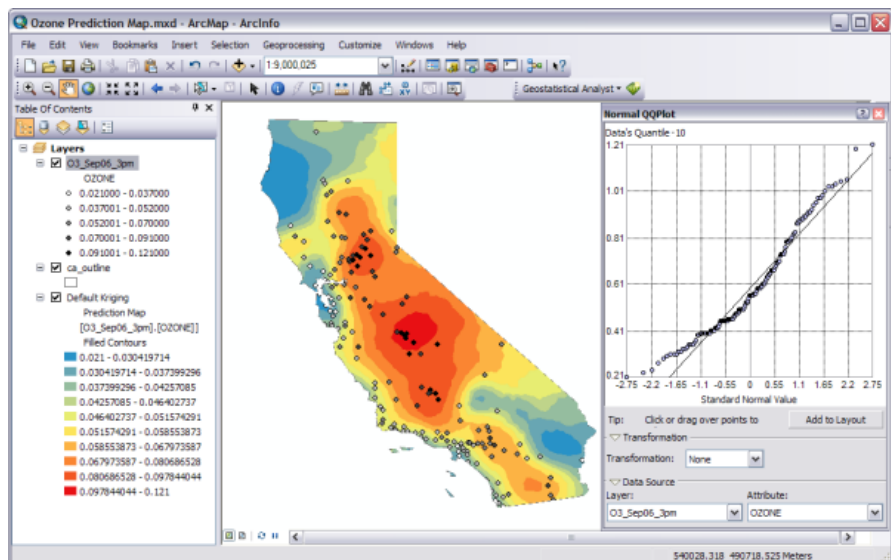 Ozone Prediction Map.mxd - ArcMap - ArcInfo
File Edit View Bookmarks Insert Selection Geoprocessing Customize Windows Help
1:9,000,025
Geostatistical Analyst
Table Of Contents
Layers
O3_Sep06_3pm
OZONE
0.021000 - 0.037000
0.037001 - 0.052000
0.052001 - 0.070000
0.070001 - 0.091000
0.091001 - 0.121000
ca_outline
Default Kriging
Prediction Map
[O3_Sep06_3pm].[OZONE]]
Filled Contours
0.021 - 0.030419714
0.030419714 - 0.037399296
0.037399296 - 0.04257085
0.04257085 - 0.046402737
0.046402737 - 0.051574291
0.051574291 - 0.058553873
0.058553873 - 0.067973587
0.067973587 - 0.080686528
0.080686528 - 0.097844044
0.097844044 - 0.121
Normal QQPlot
Data's Quantile · 10
1.21
1.01
0.81
0.61
0.41
0.21
-2.75 -2.2 -1.65 -1.1 -0.55 0 0.55 1.1 1.65 2.2 2.75
Standard Normal Value
Tip: Click or drag over points to
Add to Layout
Transformation
Transformation: None
Data Source
Layer: Attribute:
O3_Sep06_3pm OZONE
540028.318 490718.525 Meters